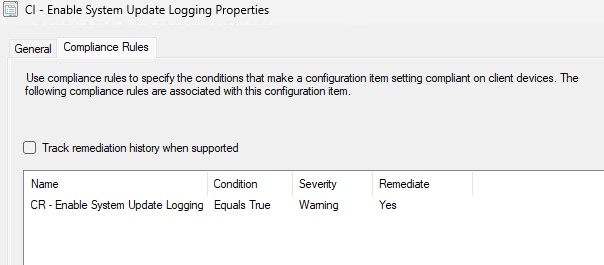 CI - Enable System Update Logging Properties
General
Compliance Rules
Use compliance rules to specify the conditions that make a configuration item setting compliant on client devices. The
following compliance rules are associated with this configuration item.
Track remediation history when supported
Name Condition Severity Remediate
CR - Enable System Update Logging Equals True Warning Yes